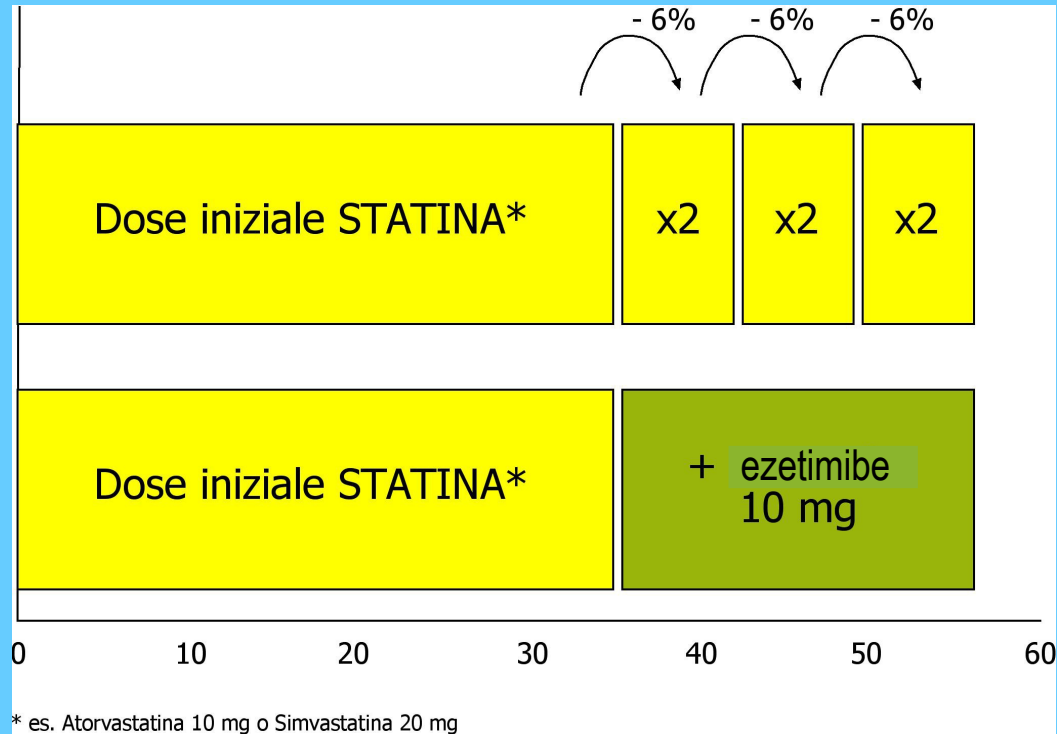 - 6% - 6% - 6%
Dose iniziale STATINA* x2 x2 x2
Dose iniziale STATINA* + ezetimibe
10 mg
0 10 20 30 40 50 60
* es. Atorvastatina 10 mg o Simvastatina 20 mg